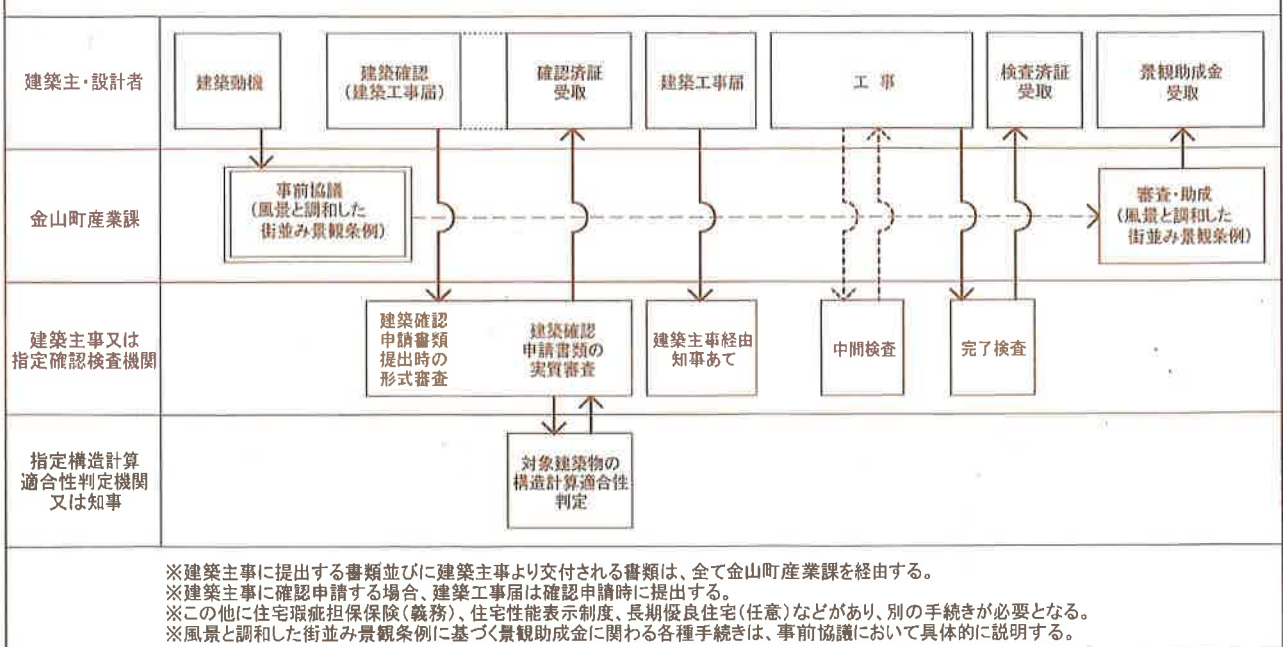 建築主・設計者
建築動機
建築確認
(建築工事届)
確認済証
受取
建築工事届
工 事
検査済証
受取
景観助成金
受取
金山町産業課
事前協議
(風景と調和した
街並み景観条例)
審査・助成
(風景と調和した
街並み景観条例)
建築主事又は
指定確認検査機関
建築確認
申請書類
提出時の
形式審査
建築確認
申請書類の
実質審査
建築主事経由
知事あて
中間検査
完了検査
指定構造計算
適合性判定機関
又は知事
対象建築物の
構造計算適合性
判定
※建築主事に提出する書類並びに建築主事より交付される書類は、全て金山町産業課を経由する。
※建築主事に確認申請する場合、建築工事届は確認申請時に提出する。
※この他に住宅瑕疵担保保険(義務)、住宅性能表示制度、長期優良住宅(任意)などがあり、別の手続きが必要となる。
※風景と調和した街並み景観条例に基づく景観助成金に関わる各種手続きは、事前協議において具体的に説明する。